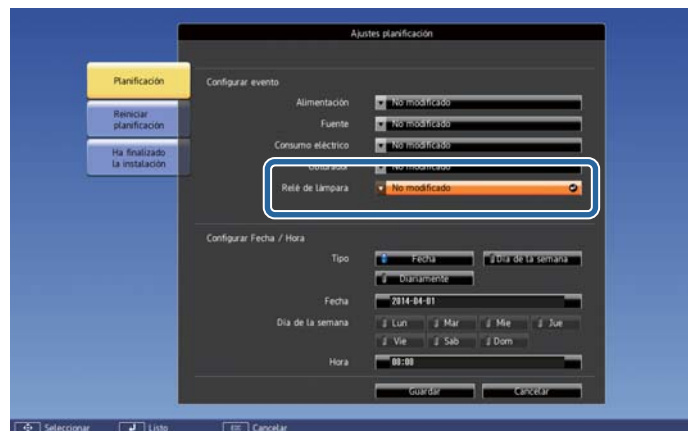 Ajustes planificación
Planificación
Reiniciar
planificación
Ha finalizado
la instalación
Configurar evento
Alimentación No modificado
Fuente No modificado
Consumo eléctrico No modificado
Obturador No modificado
Relé de lámpara No modificado
Configurar Fecha / Hora
Tipo Fecha Día de la semana
Diariamente
Fecha 2014-04-01
Día de la semana Lun Mar Mie Jue
Vie Sab Dom
Hora 00:00
Guardar Cancelar
Seleccionar Listo Cancelar